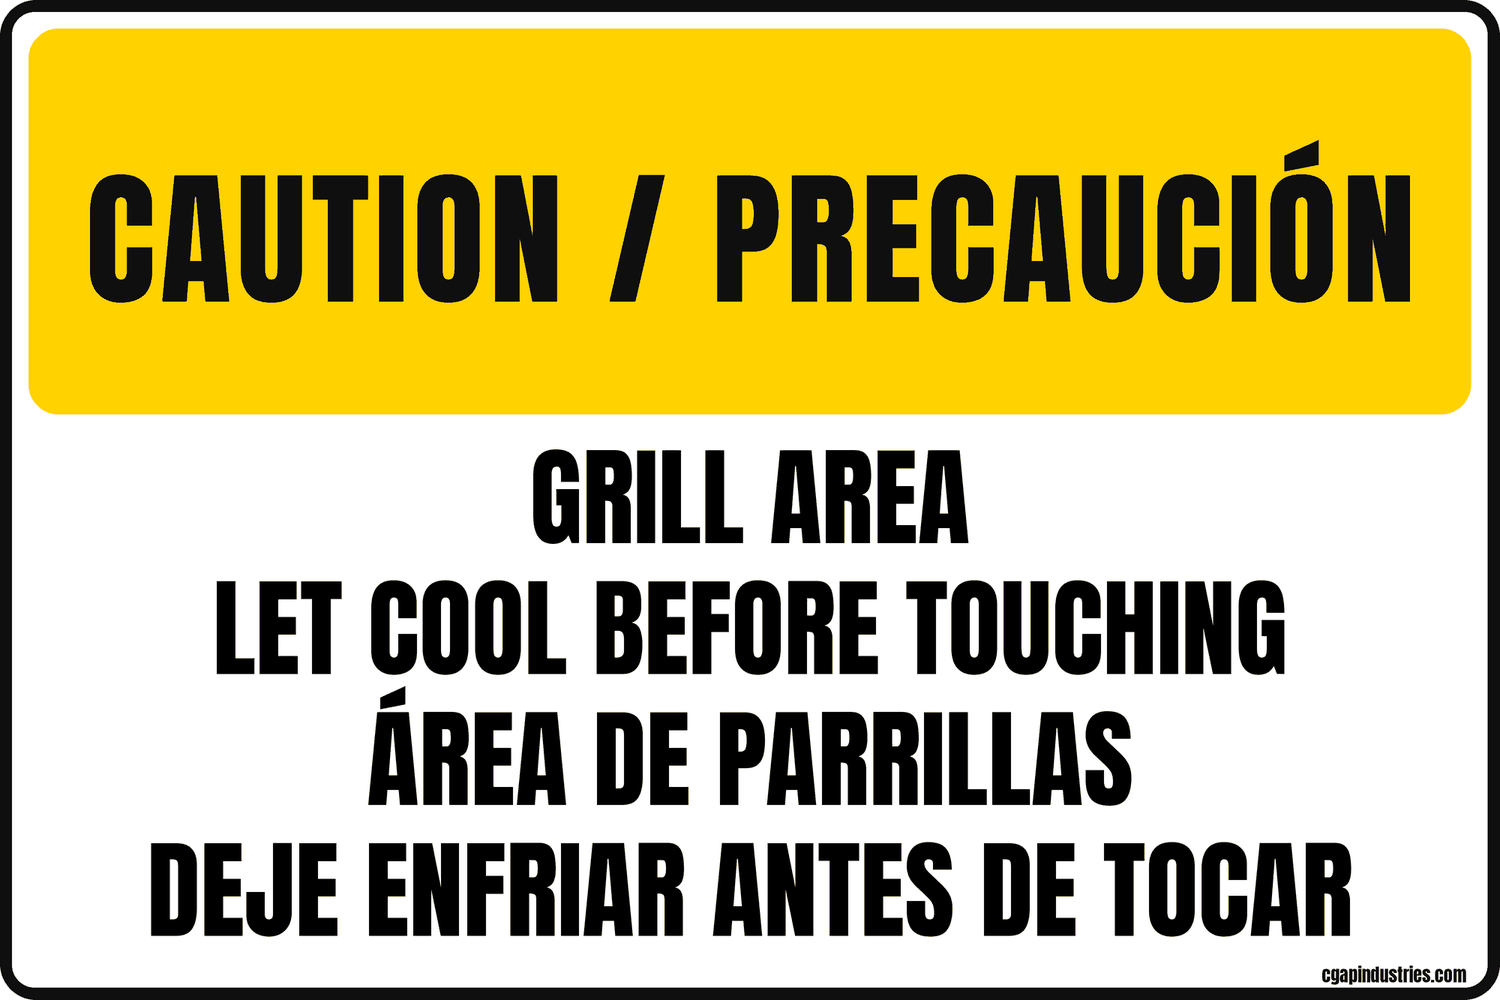 CAUTION / PRECAUCIÓN
GRILL AREA
LET COOL BEFORE TOUCHING
ÁREA DE PARRILLAS
DEJE ENFRIAR ANTES DE TOCAR
cgapindustries.com